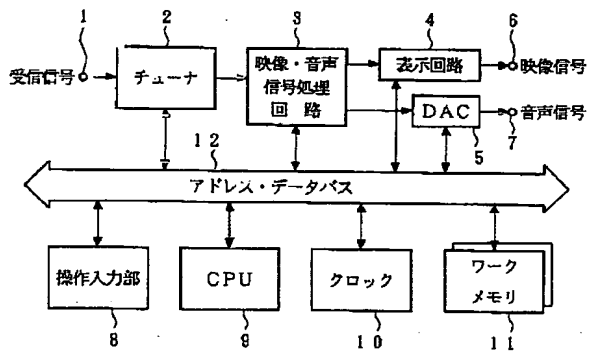 1
2
3
4
6
受信信号
チューナ
映像・音声
信号処理
回 路
表示回路
映像信号
DAC
音声信号
5
7
12
アドレス・データバス
操作入力部
CPU
クロック
ワーク
メモリ
8
9
10
11